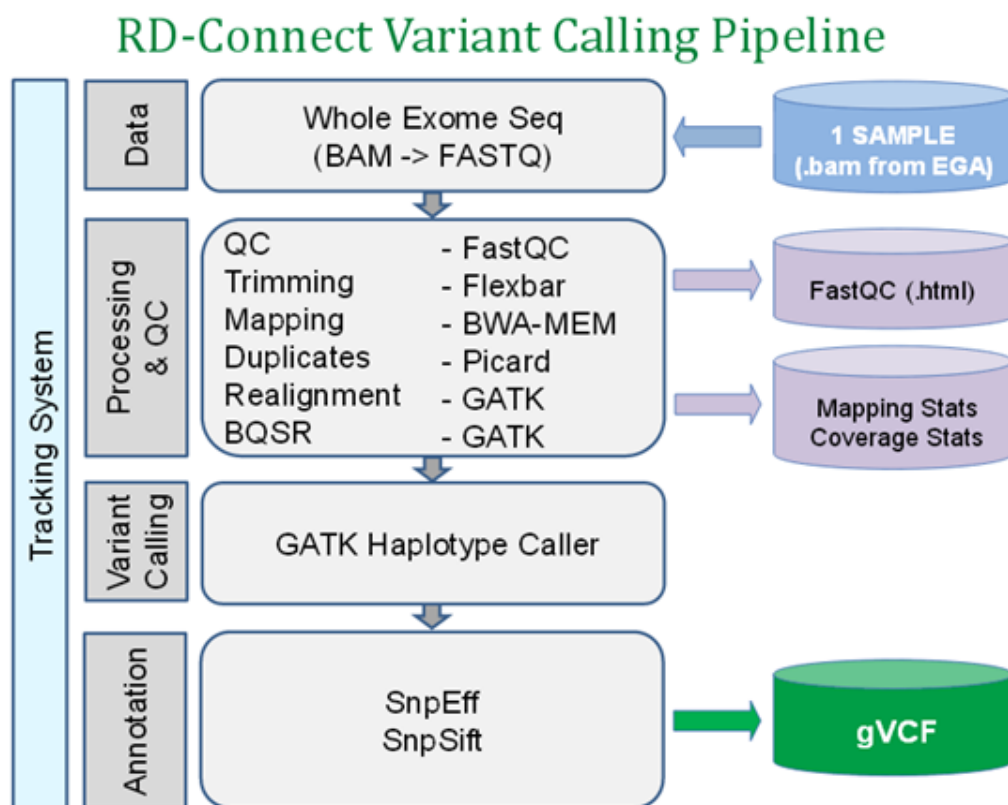 RD-Connect Variant Calling Pipeline
Tracking System
Data
Whole Exome Seq
(BAM -> FASTQ)
1 SAMPLE
(.bam from EGA)
Processing
& QC
QC - FastQC
Trimming - Flexbar
Mapping - BWA-MEM
Duplicates - Picard
Realignment - GATK
BQSR - GATK
FastQC (.html)
Mapping Stats
Coverage Stats
Variant
Calling
GATK Haplotype Caller
Annotation
SnpEff
SnpSift
gVCF